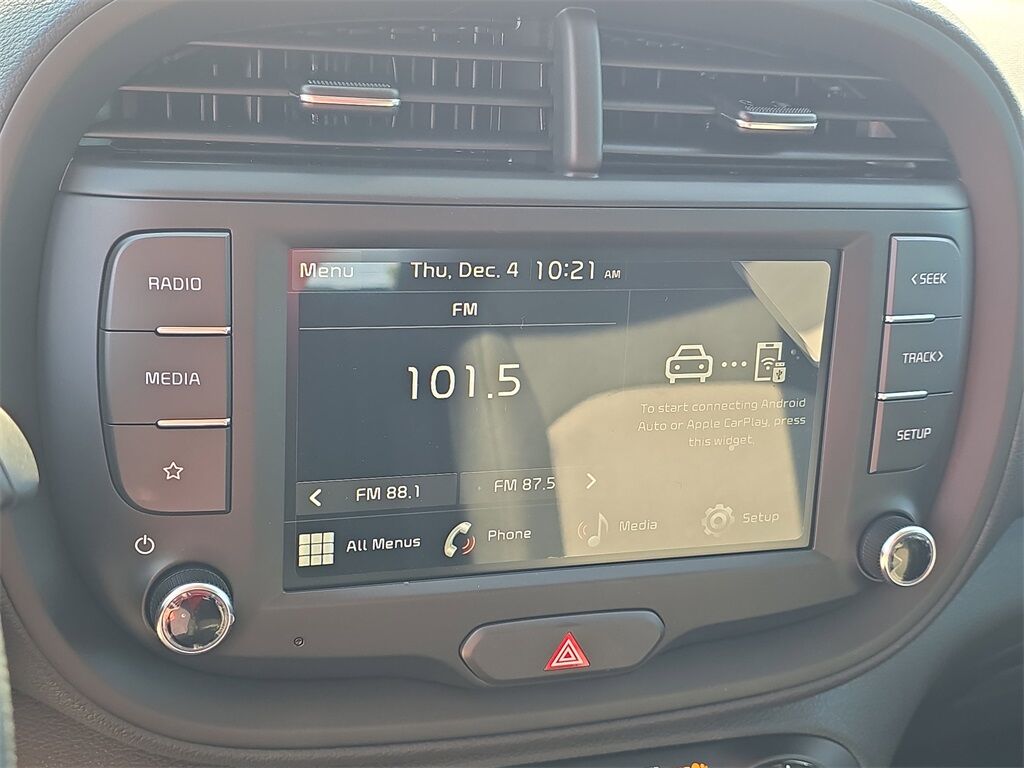 RADIO
MEDIA
Menu
Thu, Dec. 4 10:21 AM
FM
101.5
To start connecting Android
Auto or Apple CarPlay, press
this widget.
FM 88.1
FM 87.5
All Menus
Phone
Media
Setup
<SEEK
TRACK>
SETUP